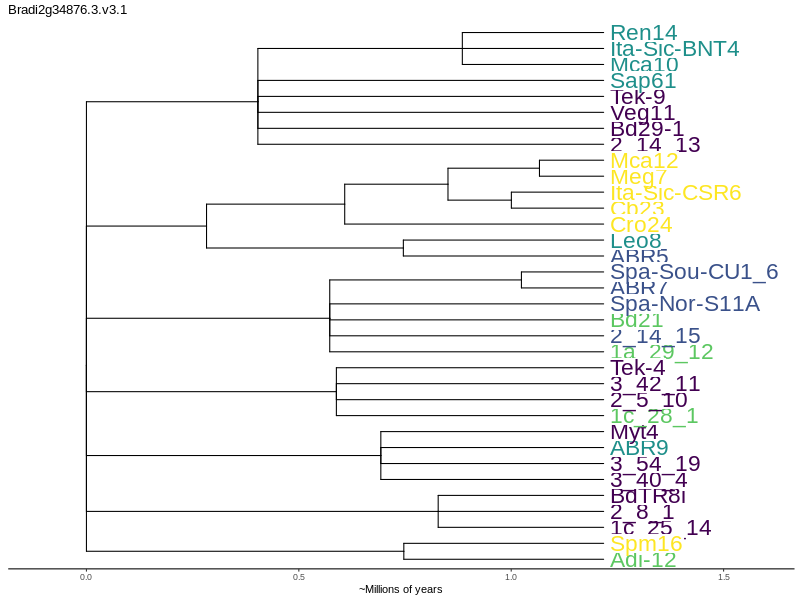 Bradi2g34876.3.v3.1
Ren14
Ita-Sic-BNT4
Mca10
Sap61
Tek-9
Veg11
Bd29-1
2_14_13
Mca12
Meg7
Ita-Sic-CSR6
Cb23
Cro24
Leo8
ABR5
Spa-Sou-CU1_6
ABR7
Spa-Nor-S11A
Bd21
2_14_15
1a_29_12
Tek-4
3_42_11
2_5_10
1c_28_1
Myt4
ABR9
3_54_19
3_40_4
BdTR8i
2_8_1
1c_25_14
Spm16
Adi-12
0.0 0.5 1.0 1.5
~Millions of years